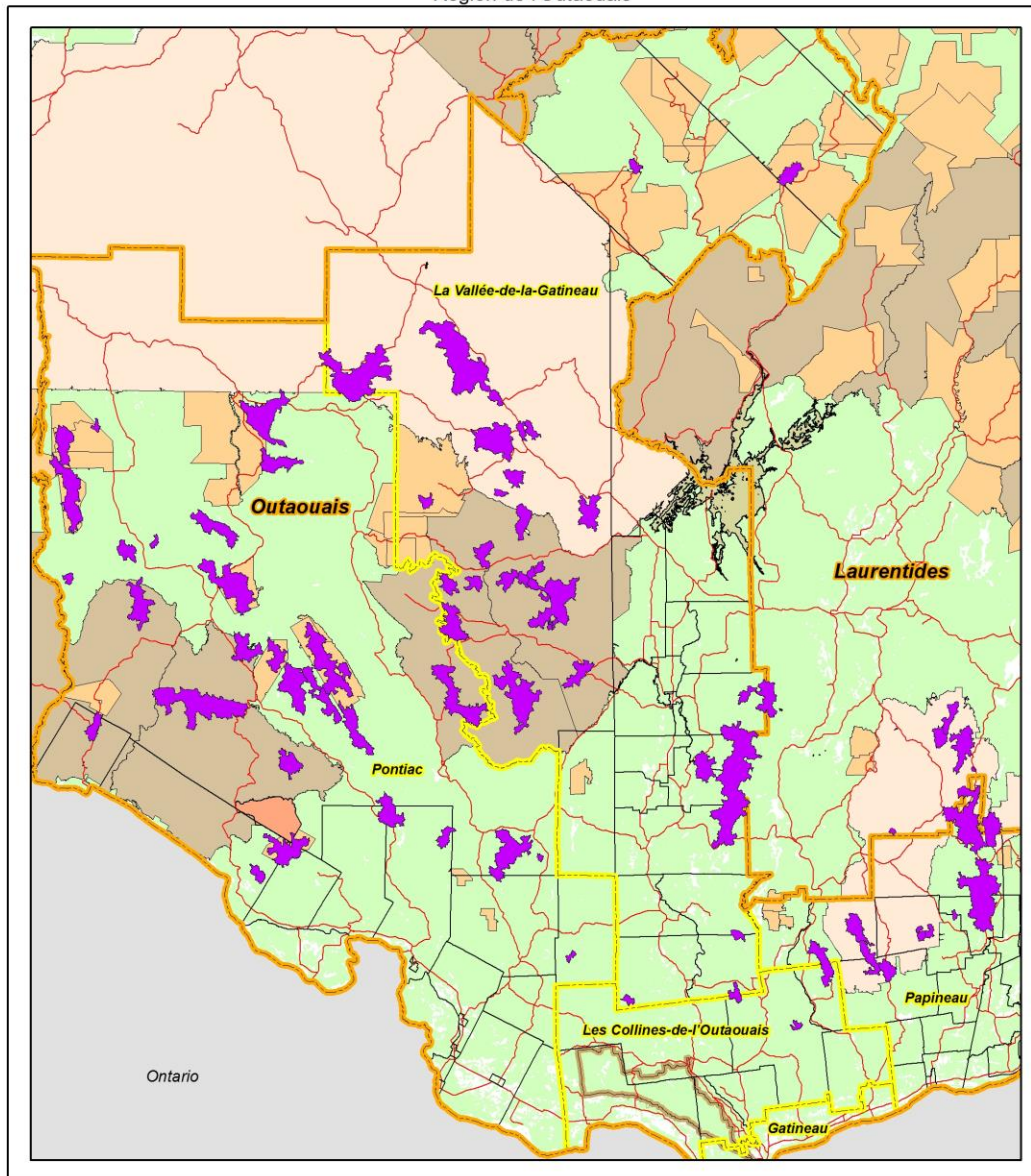 Région de l'Outaouais
La Vallée-de-la-Gatineau
Outaouais
Laurentides
Pontiac
Papineau
Les Collines-de-l'Outaouais
Ontario
Gatineau